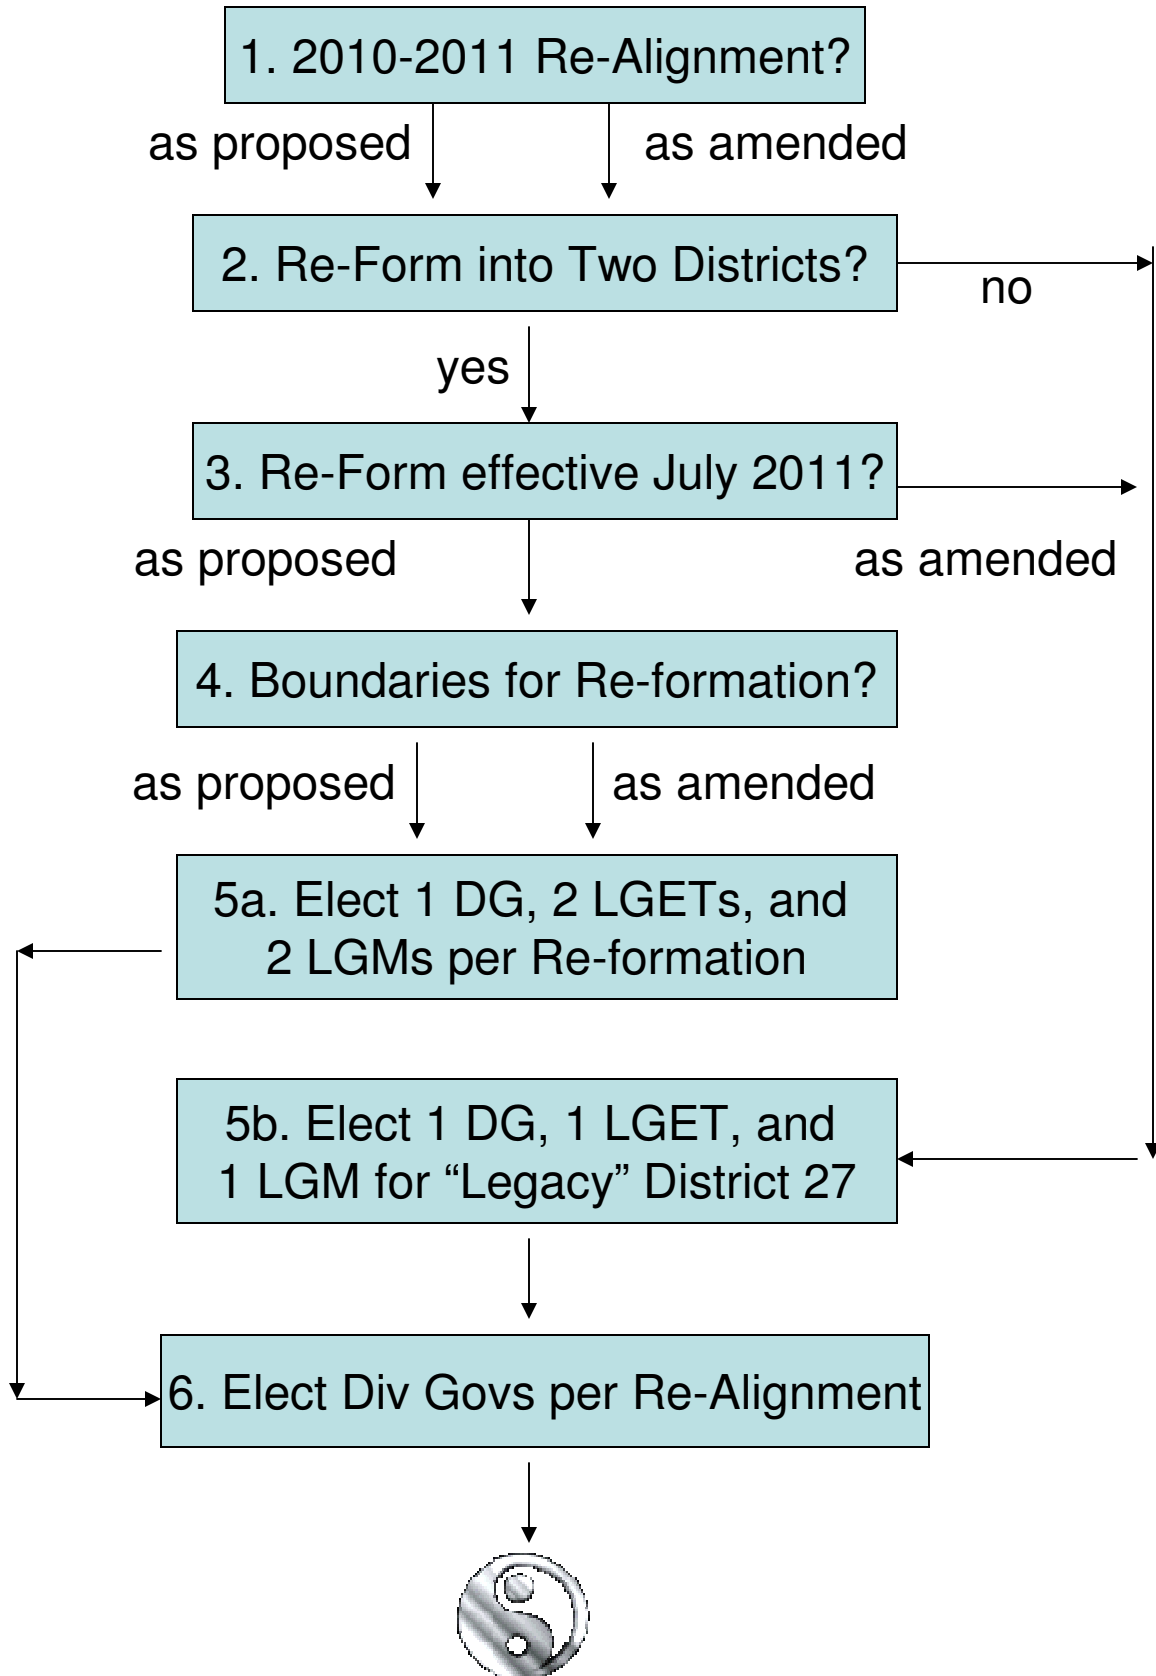 1. 2010-2011 Re-Alignment?
as proposed
as amended
2. Re-Form into Two Districts?
no
yes
3. Re-Form effective July 2011?
as proposed
as amended
4. Boundaries for Re-formation?
as proposed
as amended
5a. Elect 1 DG, 2 LGETs, and
2 LGMs per Re-formation
5b. Elect 1 DG, 1 LGET, and
1 LGM for “Legacy” District 27
6. Elect Div Govs per Re-Alignment